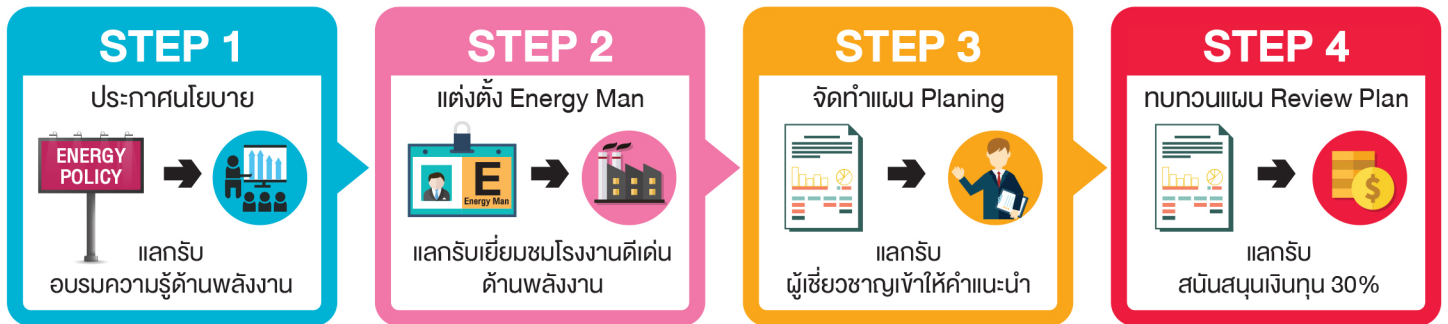 STEP 1
ประกาศนโยบาย
ENERGY
POLICY
แลกรับ
อบรมความรู้ด้านพลังงาน
STEP 2
แต่งตั้ง Energy Man
E
Energy Man
แลกรับเยี่ยมชมโรงงานดีเด่น
ด้านพลังงาน
STEP 3
จัดทำแผน Planing
แลกรับ
ผู้เชี่ยวชาญเข้าให้คำแนะนำ
STEP 4
ทบทวนแผน Review Plan
$
แลกรับ
สนันสนุนเงินทุน 30%